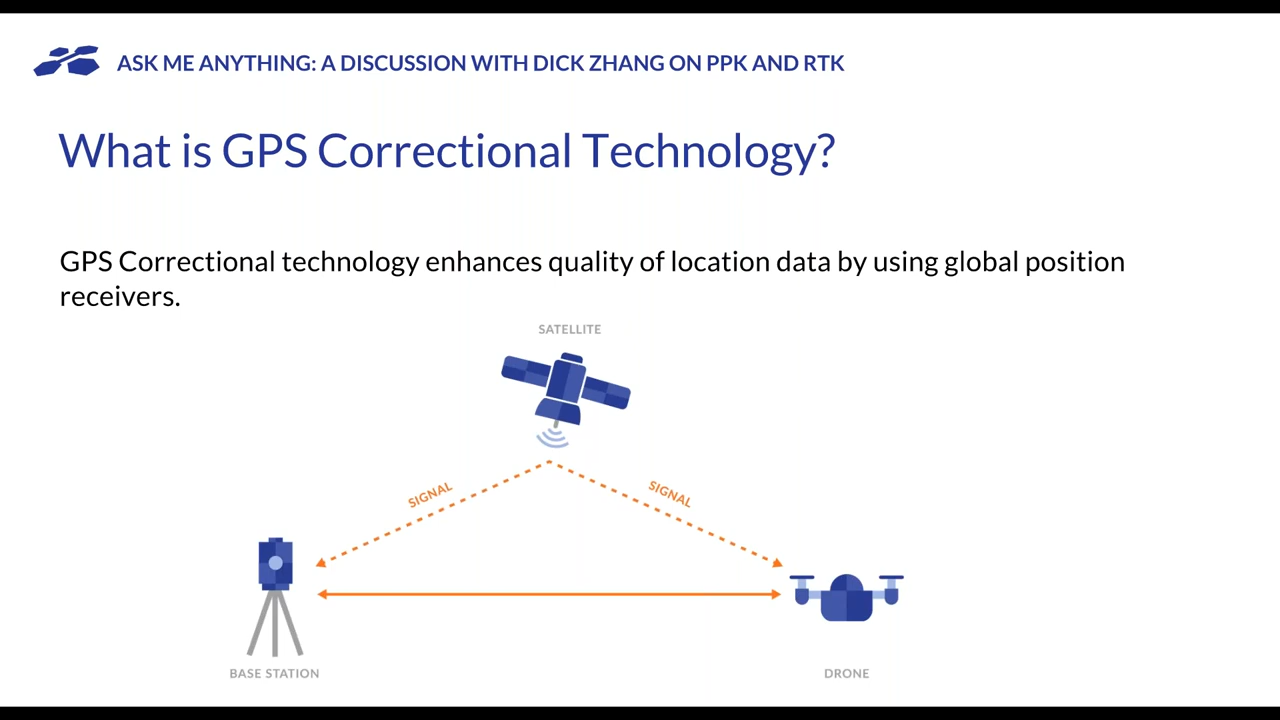 ASK ME ANYTHING: A DISCUSSION WITH DICK ZHANG ON PPK AND RTK
What is GPS Correctional Technology?
GPS Correctional technology enhances quality of location data by using global position
receivers.
SATELLITE
SIGNAL
SIGNAL
BASE STATION
DRONE